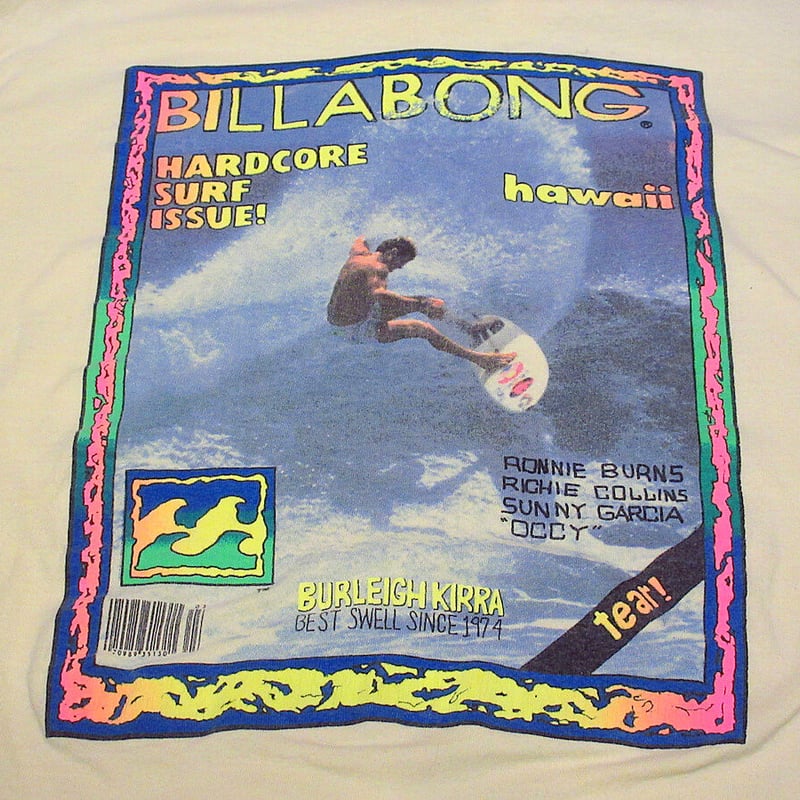 BILLABONG®
HARDCORE
SURF
ISSUE!
hawaii
RONNIE BURNS
RICHIE COLLINS
SUNNY GARCIA
"OCCY"
BURLEIGH KIRRA
BEST SWELL SINCE 1974
tear!